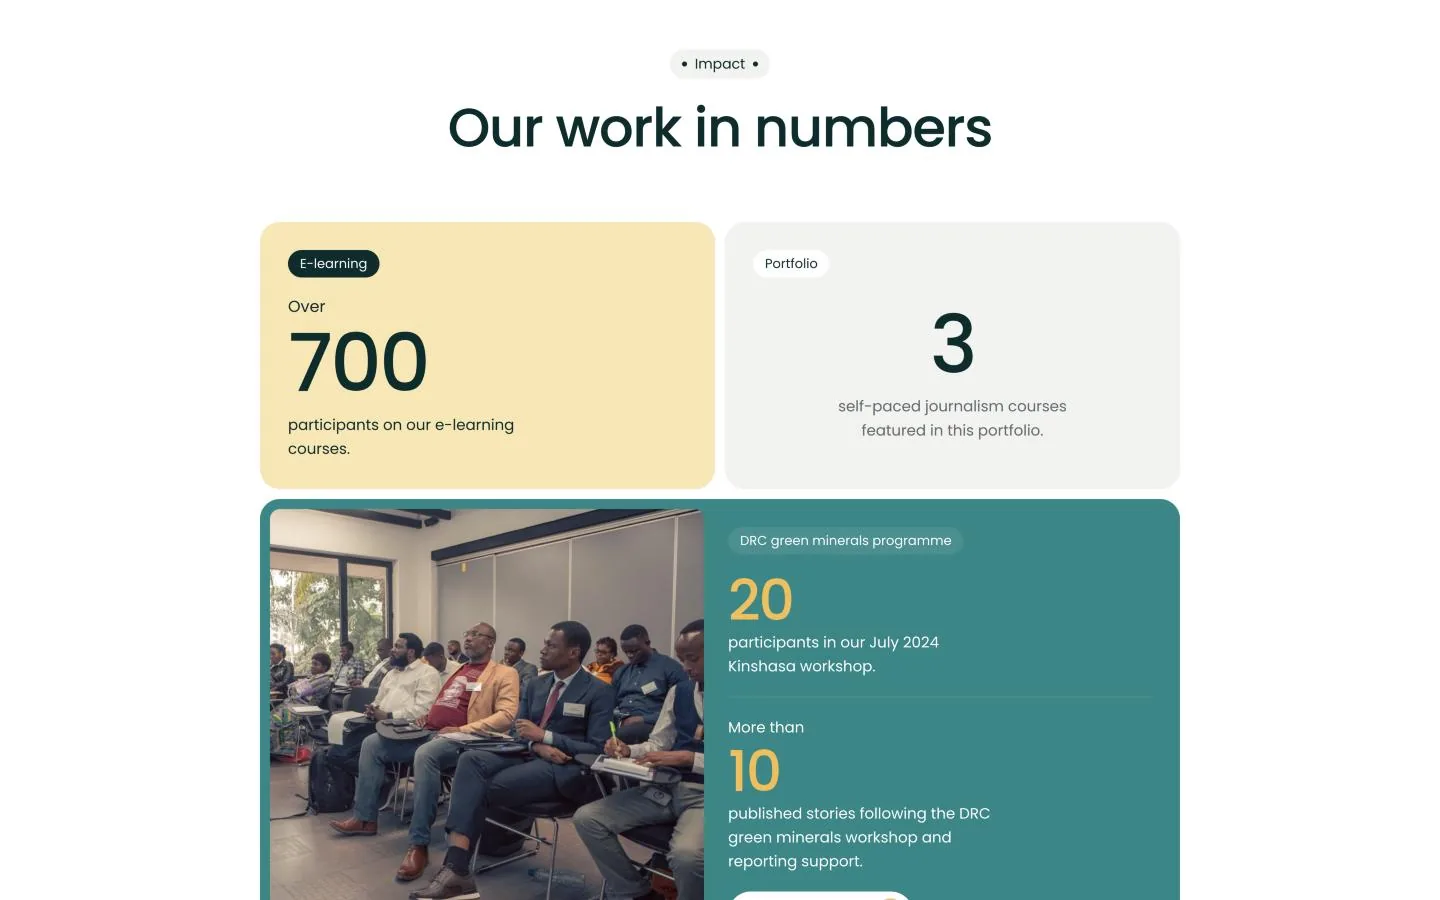 • Impact •
Our work in numbers
E-learning
Over
700
participants on our e-learning
courses.
Portfolio
3
self-paced journalism courses
featured in this portfolio.
DRC green minerals programme
20
participants in our July 2024
Kinshasa workshop.
More than
10
published stories following the DRC
green minerals workshop and
reporting support.